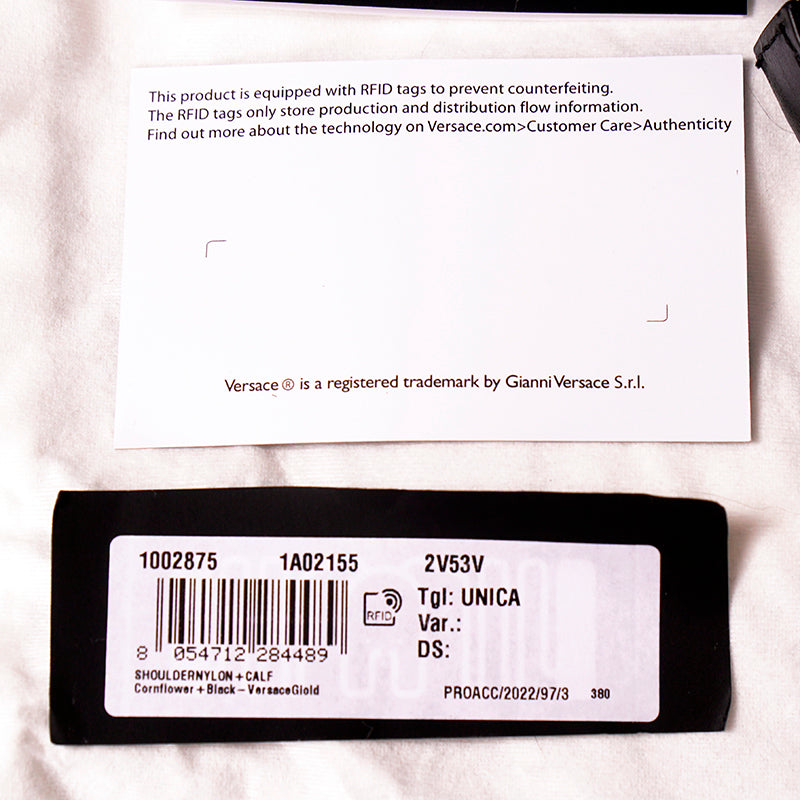 This product is equipped with RFID tags to prevent counterfeiting.
The RFID tags only store production and distribution flow information.
Find out more about the technology on Versace.com>Customer Care>Authenticity
Versace ® is a registered trademark by Gianni Versace S.r.l.
1002875 1A02155 2V53V
RFID
Tgl: UNICA
Var.:
DS:
8 054712 284489
SHOULDERNYLON+CALF
Cornflower+Black-VersaceGlold
PROACC/2022/97/3 380